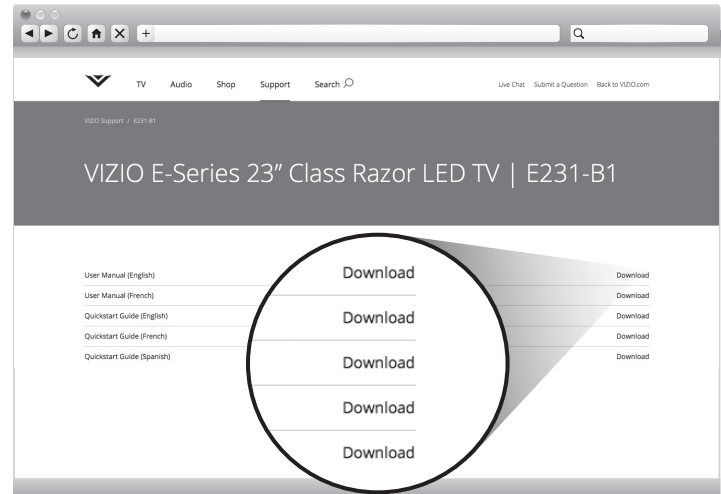 TV Audio Shop Support Search Live Chat Submit a Question Back to VIZIO.com
VIZIO Support / E231-B1
VIZIO E-Series 23” Class Razor LED TV | E231-B1
User Manual (English) Download
User Manual (French) Download
Quickstart Guide (English) Download
Quickstart Guide (French) Download
Quickstart Guide (Spanish) Download
Download
Download
Download
Download
Download